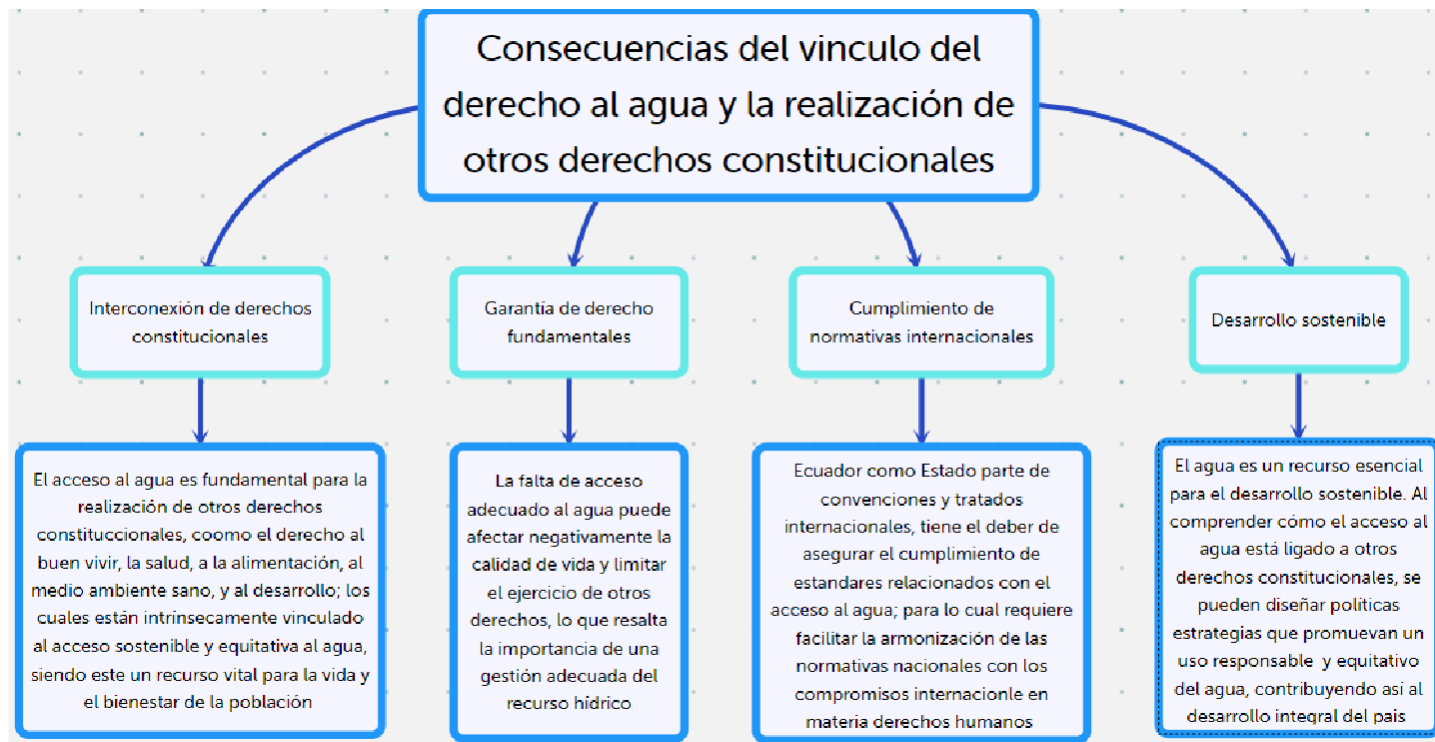 Consecuencias del vinculo del
derecho al agua y la realización de
otros derechos constitucionales
Interconexión de derechos
constitucionales
Garantía de derecho
fundamentales
Cumplimiento de
normativas internacionales
Desarrollo sostenible
El acceso al agua es fundamental para la
realización de otros derechos
constituccionales, coomo el derecho al
buen vivir, la salud, a la alimentación, al
medio ambiente sano, y al desarrollo; los
cuales están intrínsecamente vinculado
al acceso sostenible y equitativa al agua,
siendo este un recurso vital para la vida y
el bienestar de la población
La falta de acceso
adecuado al agua puede
afectar negativamente la
calidad de vida y limitar
el ejercicio de otros
derechos, lo que resalta
la importancia de una
gestión adecuada del
recurso hídrico
Ecuador como Estado parte de
convenciones y tratados
internacionales, tiene el deber de
asegurar el cumplimiento de
estandares relacionados con el
acceso al agua; para lo cual requiere
facilitar la armonización de las
normativas nacionales con los
compromisos internacionle en
materia derechos humanos
El agua es un recurso esencial
para el desarrollo sostenible. Al
comprender cómo el acceso al
agua está ligado a otros
derechos constitucionales, se
pueden diseñar políticas
estrategias que promuevan un
uso responsable y equitativo
del agua, contribuyendo así al
desarrollo integral del pais